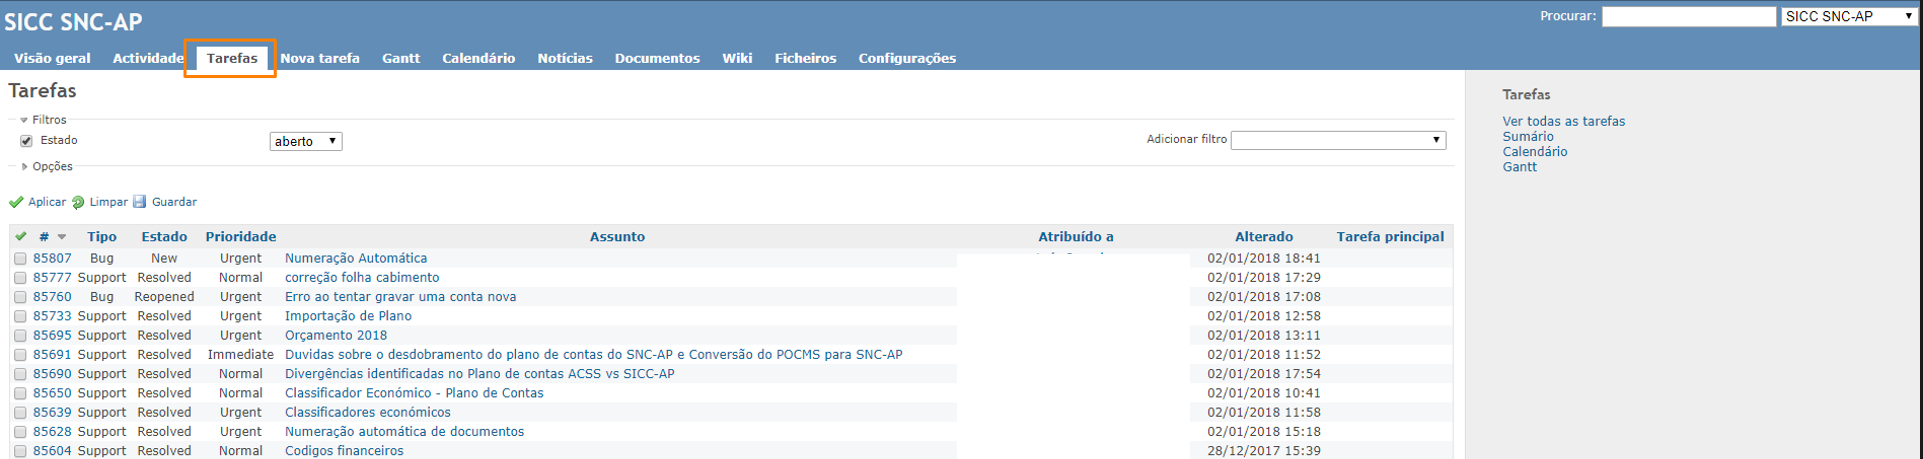 SICC SNC-AP
Procurar: SICC SNC-AP
Visão geral Actividade Tarefas Nova tarefa Gantt Calendário Notícias Documentos Wiki Ficheiros Configurações
Tarefas
Filtros
Estado aberto Adicionar filtro
Opções
Aplicar Limpar Guardar
# Tipo Estado Prioridade Assunto Atribuído a Alterado Tarefa principal
85807 Bug New Urgent Numeração Automática 02/01/2018 18:41
85777 Support Resolved Normal correção folha cabimento 02/01/2018 17:29
85760 Bug Reopened Urgent Erro ao tentar gravar uma conta nova 02/01/2018 17:08
85733 Support Resolved Urgent Importação de Plano 02/01/2018 12:58
85695 Support Resolved Urgent Orçamento 2018 02/01/2018 13:11
85691 Support Resolved Immediate Duvidas sobre o desdobramento do plano de contas do SNC-AP e Conversão do POCMS para SNC-AP 02/01/2018 11:52
85690 Support Resolved Normal Divergências identificadas no Plano de contas ACSS vs SICC-AP 02/01/2018 17:54
85650 Support Resolved Normal Classificador Económico - Plano de Contas 02/01/2018 10:41
85639 Support Resolved Urgent Classificadores económicos 02/01/2018 11:58
85628 Support Resolved Urgent Numeração automática de documentos 02/01/2018 15:18
85604 Support Resolved Normal Codigos financeiros 28/12/2017 15:39
Tarefas
Ver todas as tarefas
Sumário
Calendário
Gantt